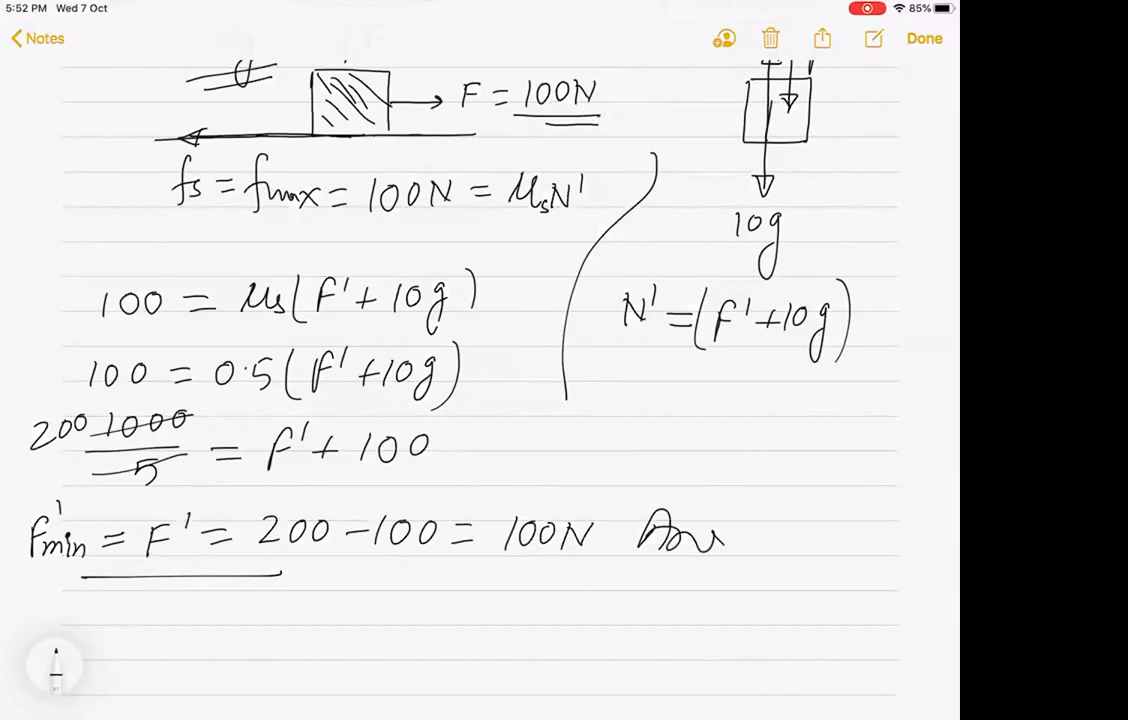 5:52 PM Wed 7 Oct
85%
Notes
Done
F = 100N
fs = fmax = 100N = μsN'
10g
100 = μs(F' + 10g)
N' = (F' + 10g)
100 = 0.5(F' + 10g)
200 1000/5 = F' + 100
F'min = F' = 200 - 100 = 100N Ans